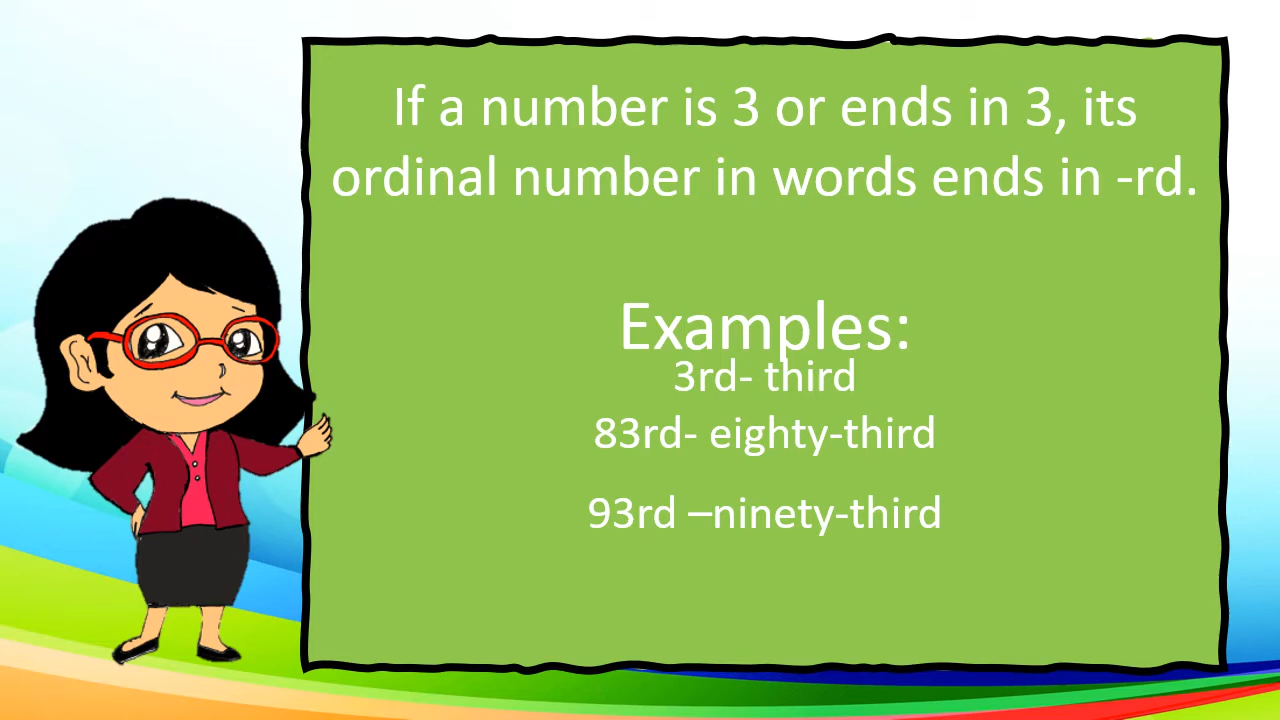 If a number is 3 or ends in 3, its
ordinal number in words ends in -rd.
Examples:
3rd- third
83rd- eighty-third
93rd –ninety-third